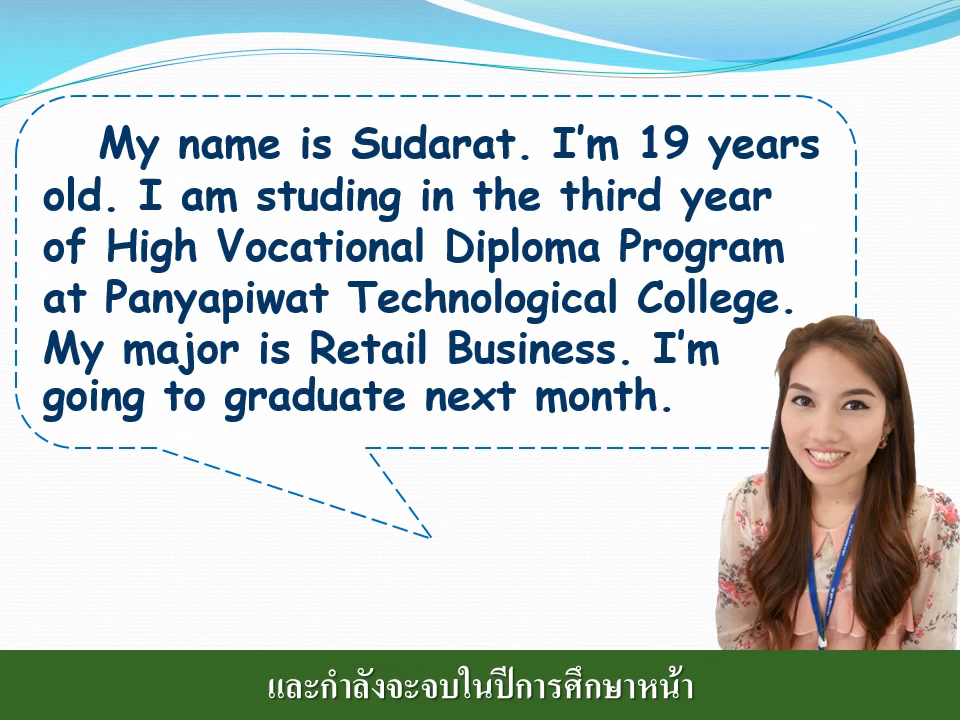 My name is Sudarat. I'm 19 years
old. I am studing in the third year
of High Vocational Diploma Program
at Panyapiwat Technological College.
My major is Retail Business. I'm
going to graduate next month.
และกำลังจะจบในปีการศึกษาหน้า